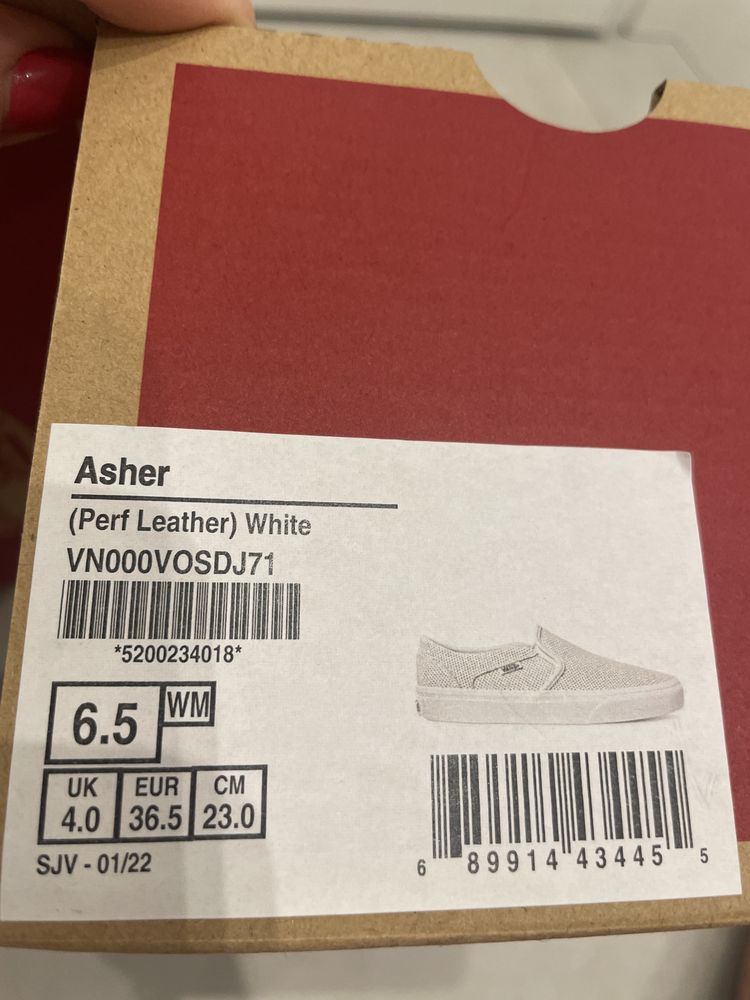 Asher
(Perf Leather) White
VN000VOSDJ71
*5200234018*
6.5 WM
UK EUR CM
4.0 36.5 23.0
SJV - 01/22
6 89914 43445 5